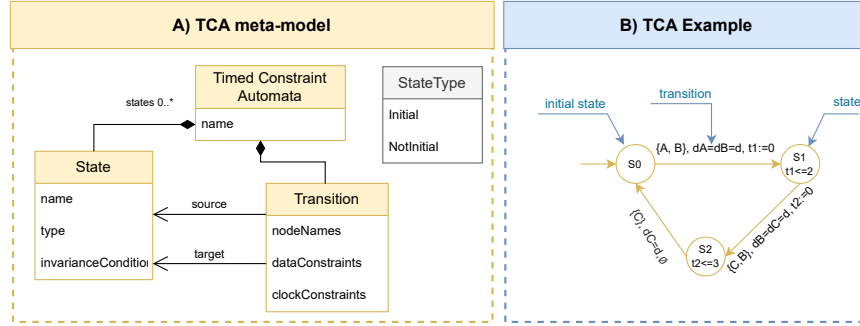 A) TCA meta-model
Timed Constraint
Automata
name
states 0..*
StateType
Initial
NotInitial
State
name
type
invarianceCondition
source
target
Transition
nodeNames
dataConstraints
clockConstraints
B) TCA Example
initial state
transition
state
S0
{A, B}, dA=dB=d, t1:=0
S1
t1<=2
{C,B}, dB=dC=d, t2:=0
S2
t2<=3
{C}, dC=d,∅